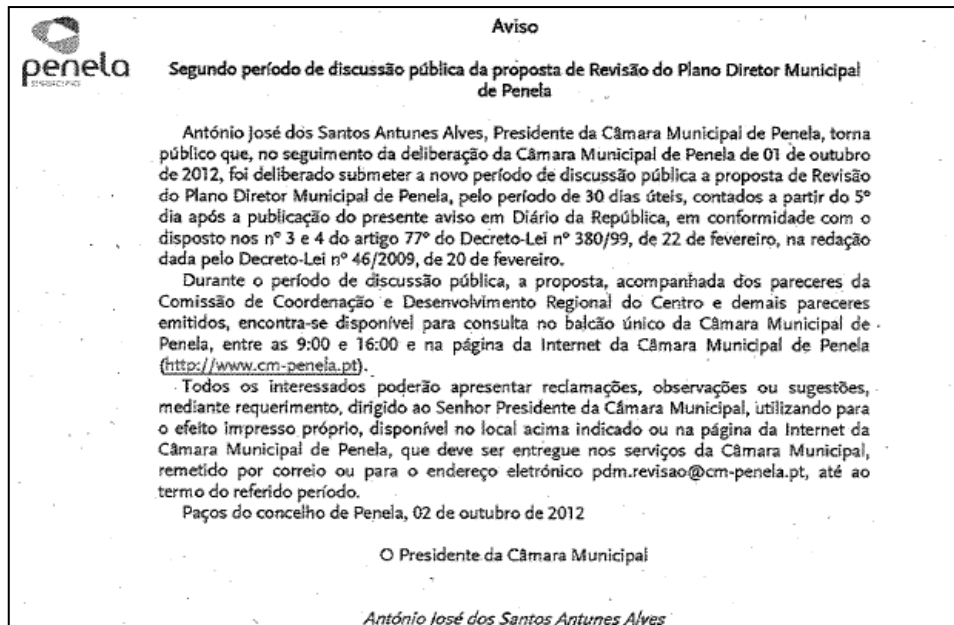 Aviso
penela
Segundo período de discussão pública da proposta de Revisão do Plano Diretor Municipal
de Penela
António José dos Santos Antunes Alves, Presidente da Câmara Municipal de Penela, torna
público que, no seguimento da deliberação da Câmara Municipal de Penela de 01 de outubro
de 2012, foi deliberado submeter a novo período de discussão pública a proposta de Revisão
do Plano Diretor Municipal de Penela, pelo período de 30 dias úteis, contados a partir do 5º
dia após a publicação do presente aviso em Diário da República, em conformidade com o
disposto nos nº 3 e 4 do artigo 77º do Decreto-Lei nº 380/99, de 22 de fevereiro, na redação
dada pelo Decreto-Lei nº 46/2009, de 20 de fevereiro.
Durante o período de discussão pública, a proposta, acompanhada dos pareceres da
Comissão de Coordenação e Desenvolvimento Regional do Centro e demais pareceres
emitidos, encontra-se disponível para consulta no balcão único da Câmara Municipal de
Penela, entre as 9:00 e 16:00 e na página da Internet da Câmara Municipal de Penela
(http://www.cm-penela.pt).
Todos os interessados poderão apresentar reclamações, observações ou sugestões,
mediante requerimento, dirigido ao Senhor Presidente da Câmara Municipal, utilizando para
o efeito impresso próprio, disponível no local acima indicado ou na página da Internet da
Câmara Municipal de Penela, que deve ser entregue nos serviços da Câmara Municipal,
remetido por correio ou para o endereço eletrónico pdm.revisao@cm-penela.pt, até ao
termo do referido período.
Paços do concelho de Penela, 02 de outubro de 2012
O Presidente da Câmara Municipal
António José dos Santos Antunes Alves